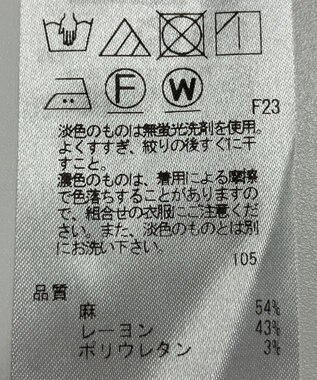 F W
F23
淡色のものは無蛍光洗剤を使用。
よくすすぎ、絞りの後すぐに干
すこと。
濃色のものは、着用による摩擦
で色落ちすることがありますの
で、組合せの衣服にご注意くだ
さい。また、淡色のものとは別
にお洗い下さい。
105
品質
麻 54%
レーヨン 43%
ポリウレタン 3%